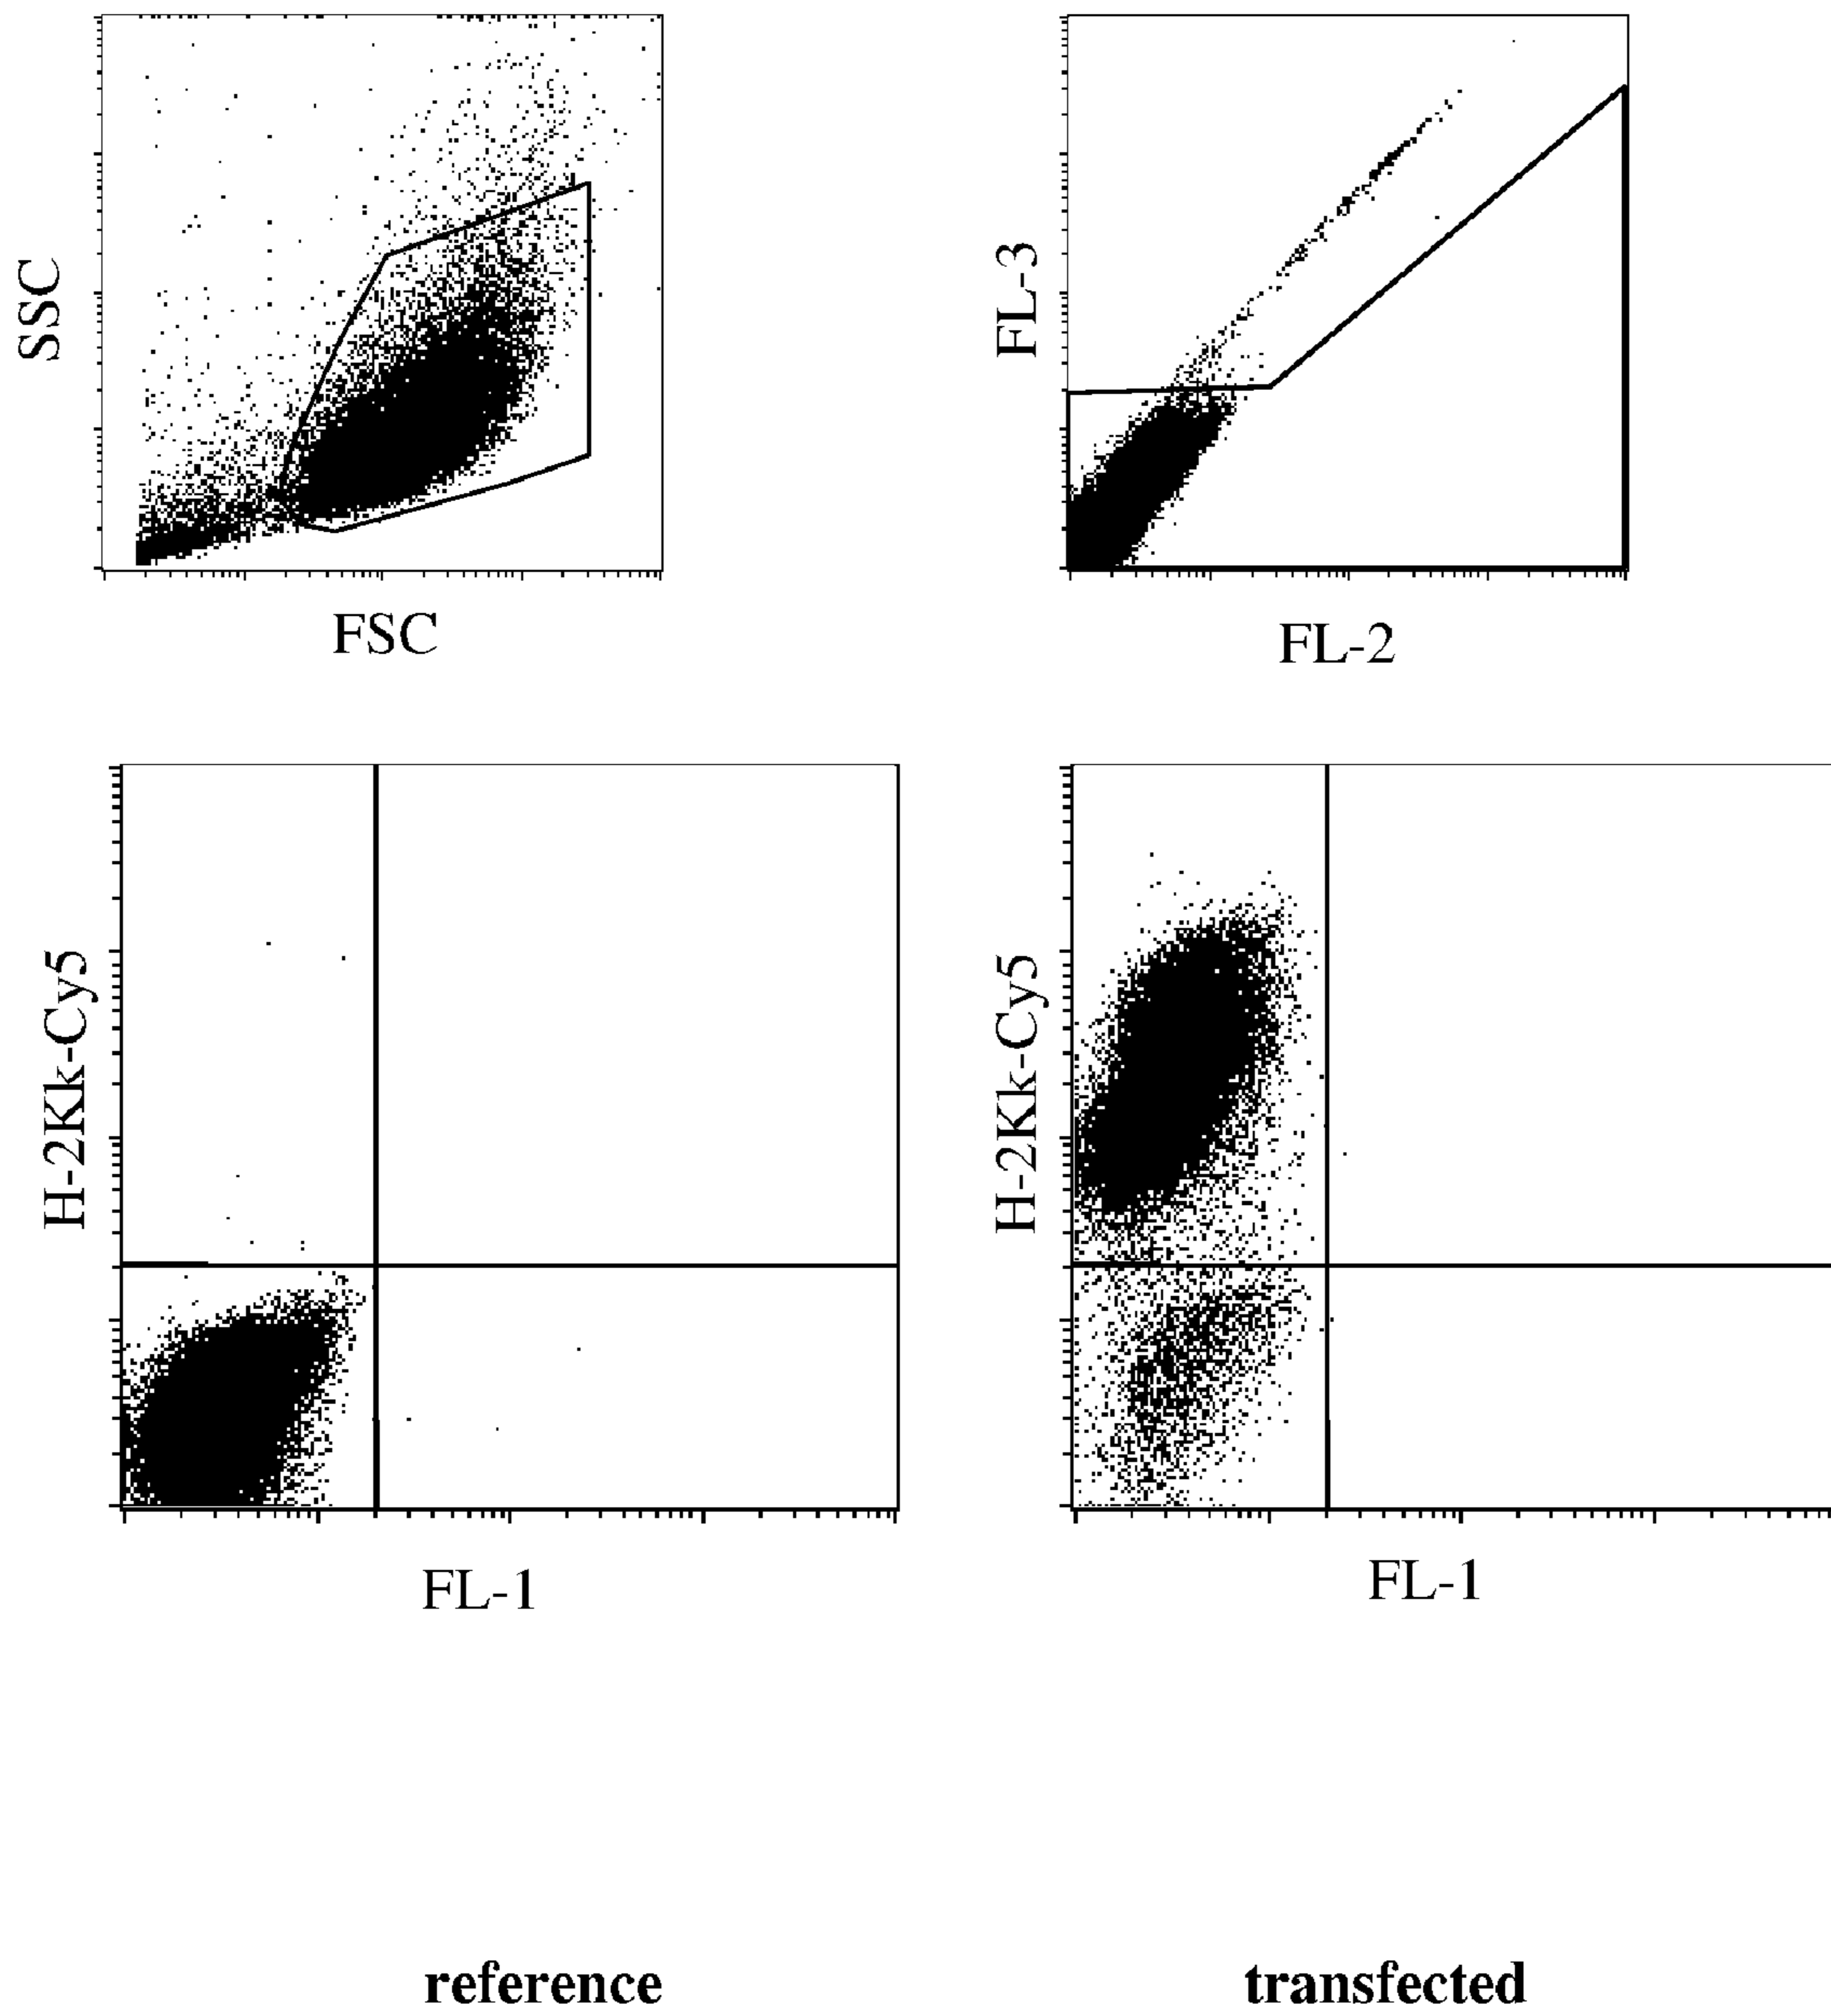 SSC
FSC
FL-3
FL-2
H-2Kk-Cy5
FL-1
H-2Kk-Cy5
FL-1
reference
transfected